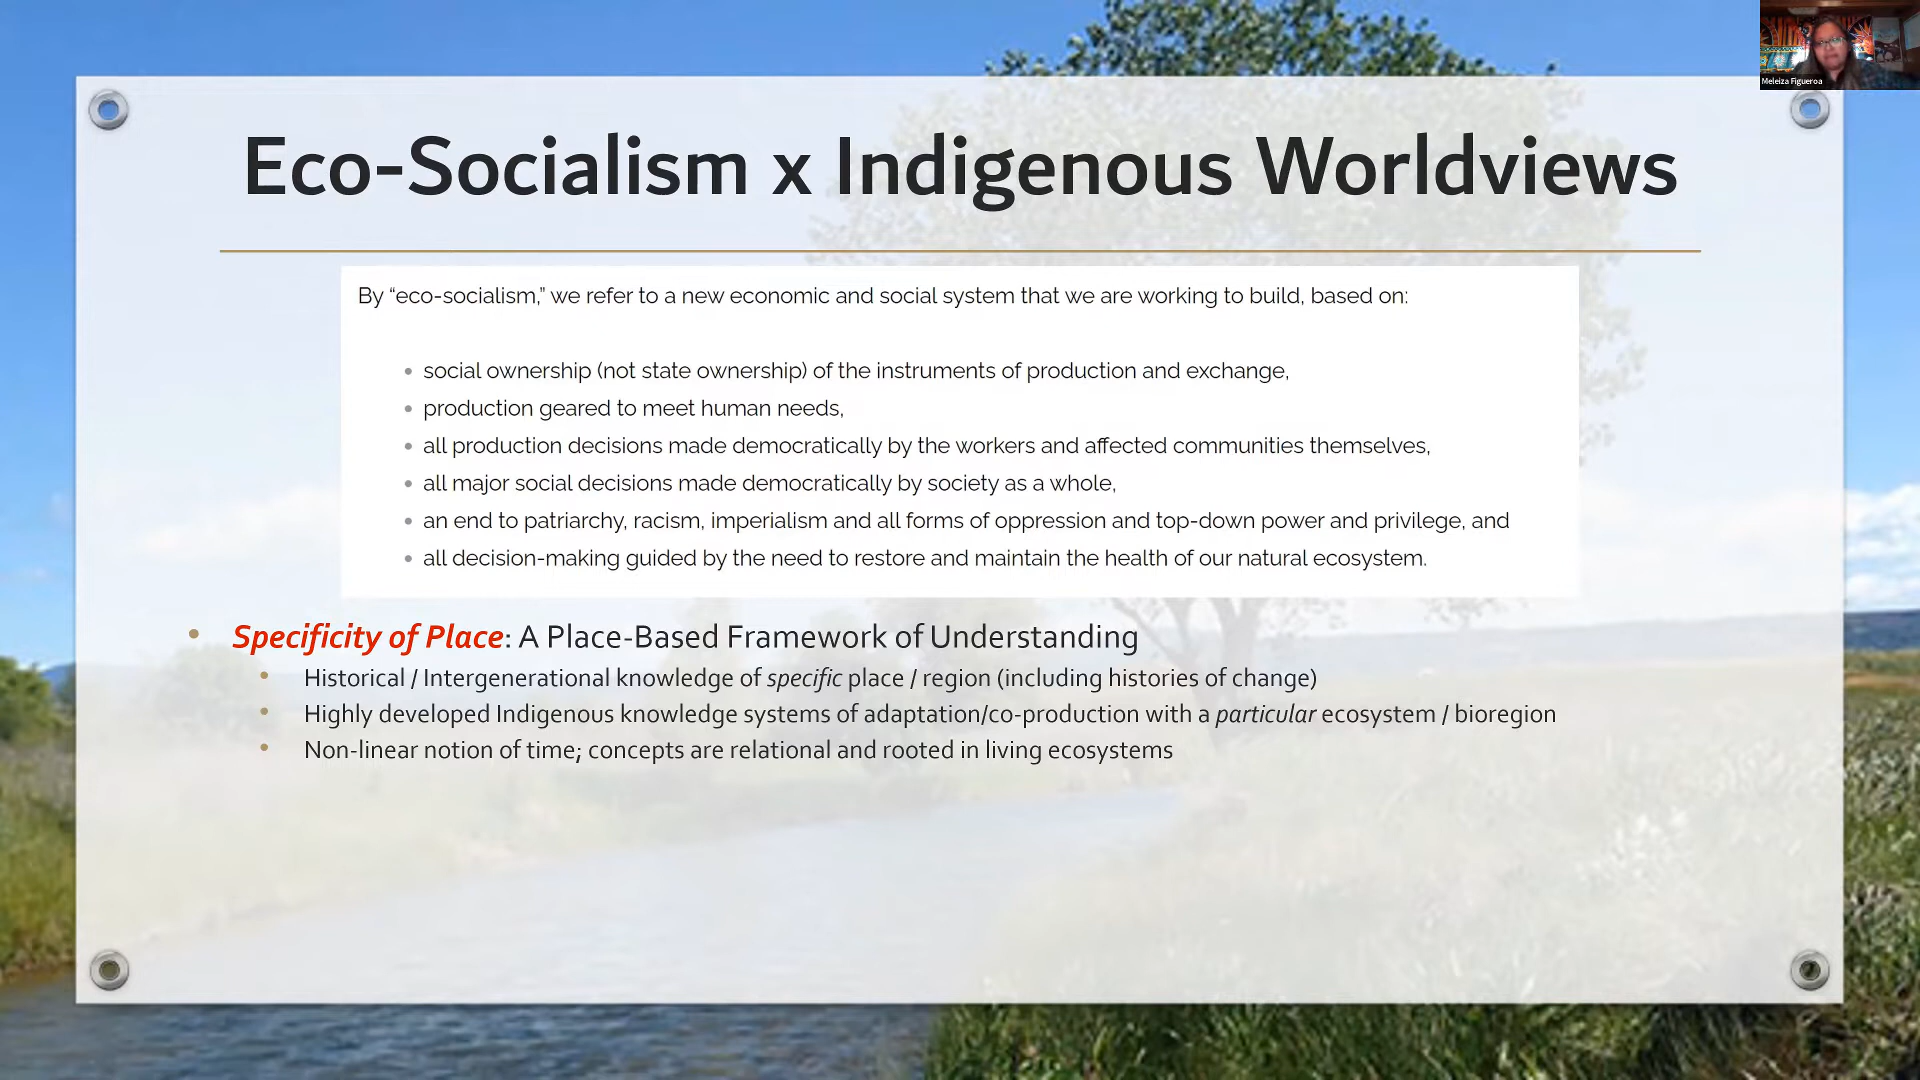 Meleiza Figueroa
Eco-Socialism x Indigenous Worldviews
By “eco-socialism,” we refer to a new economic and social system that we are working to build, based on:
• social ownership (not state ownership) of the instruments of production and exchange,
• production geared to meet human needs,
• all production decisions made democratically by the workers and affected communities themselves,
• all major social decisions made democratically by society as a whole,
• an end to patriarchy, racism, imperialism and all forms of oppression and top-down power and privilege, and
• all decision-making guided by the need to restore and maintain the health of our natural ecosystem.
• Specificity of Place: A Place-Based Framework of Understanding
• Historical / Intergenerational knowledge of specific place / region (including histories of change)
• Highly developed Indigenous knowledge systems of adaptation/co-production with a particular ecosystem / bioregion
• Non-linear notion of time; concepts are relational and rooted in living ecosystems